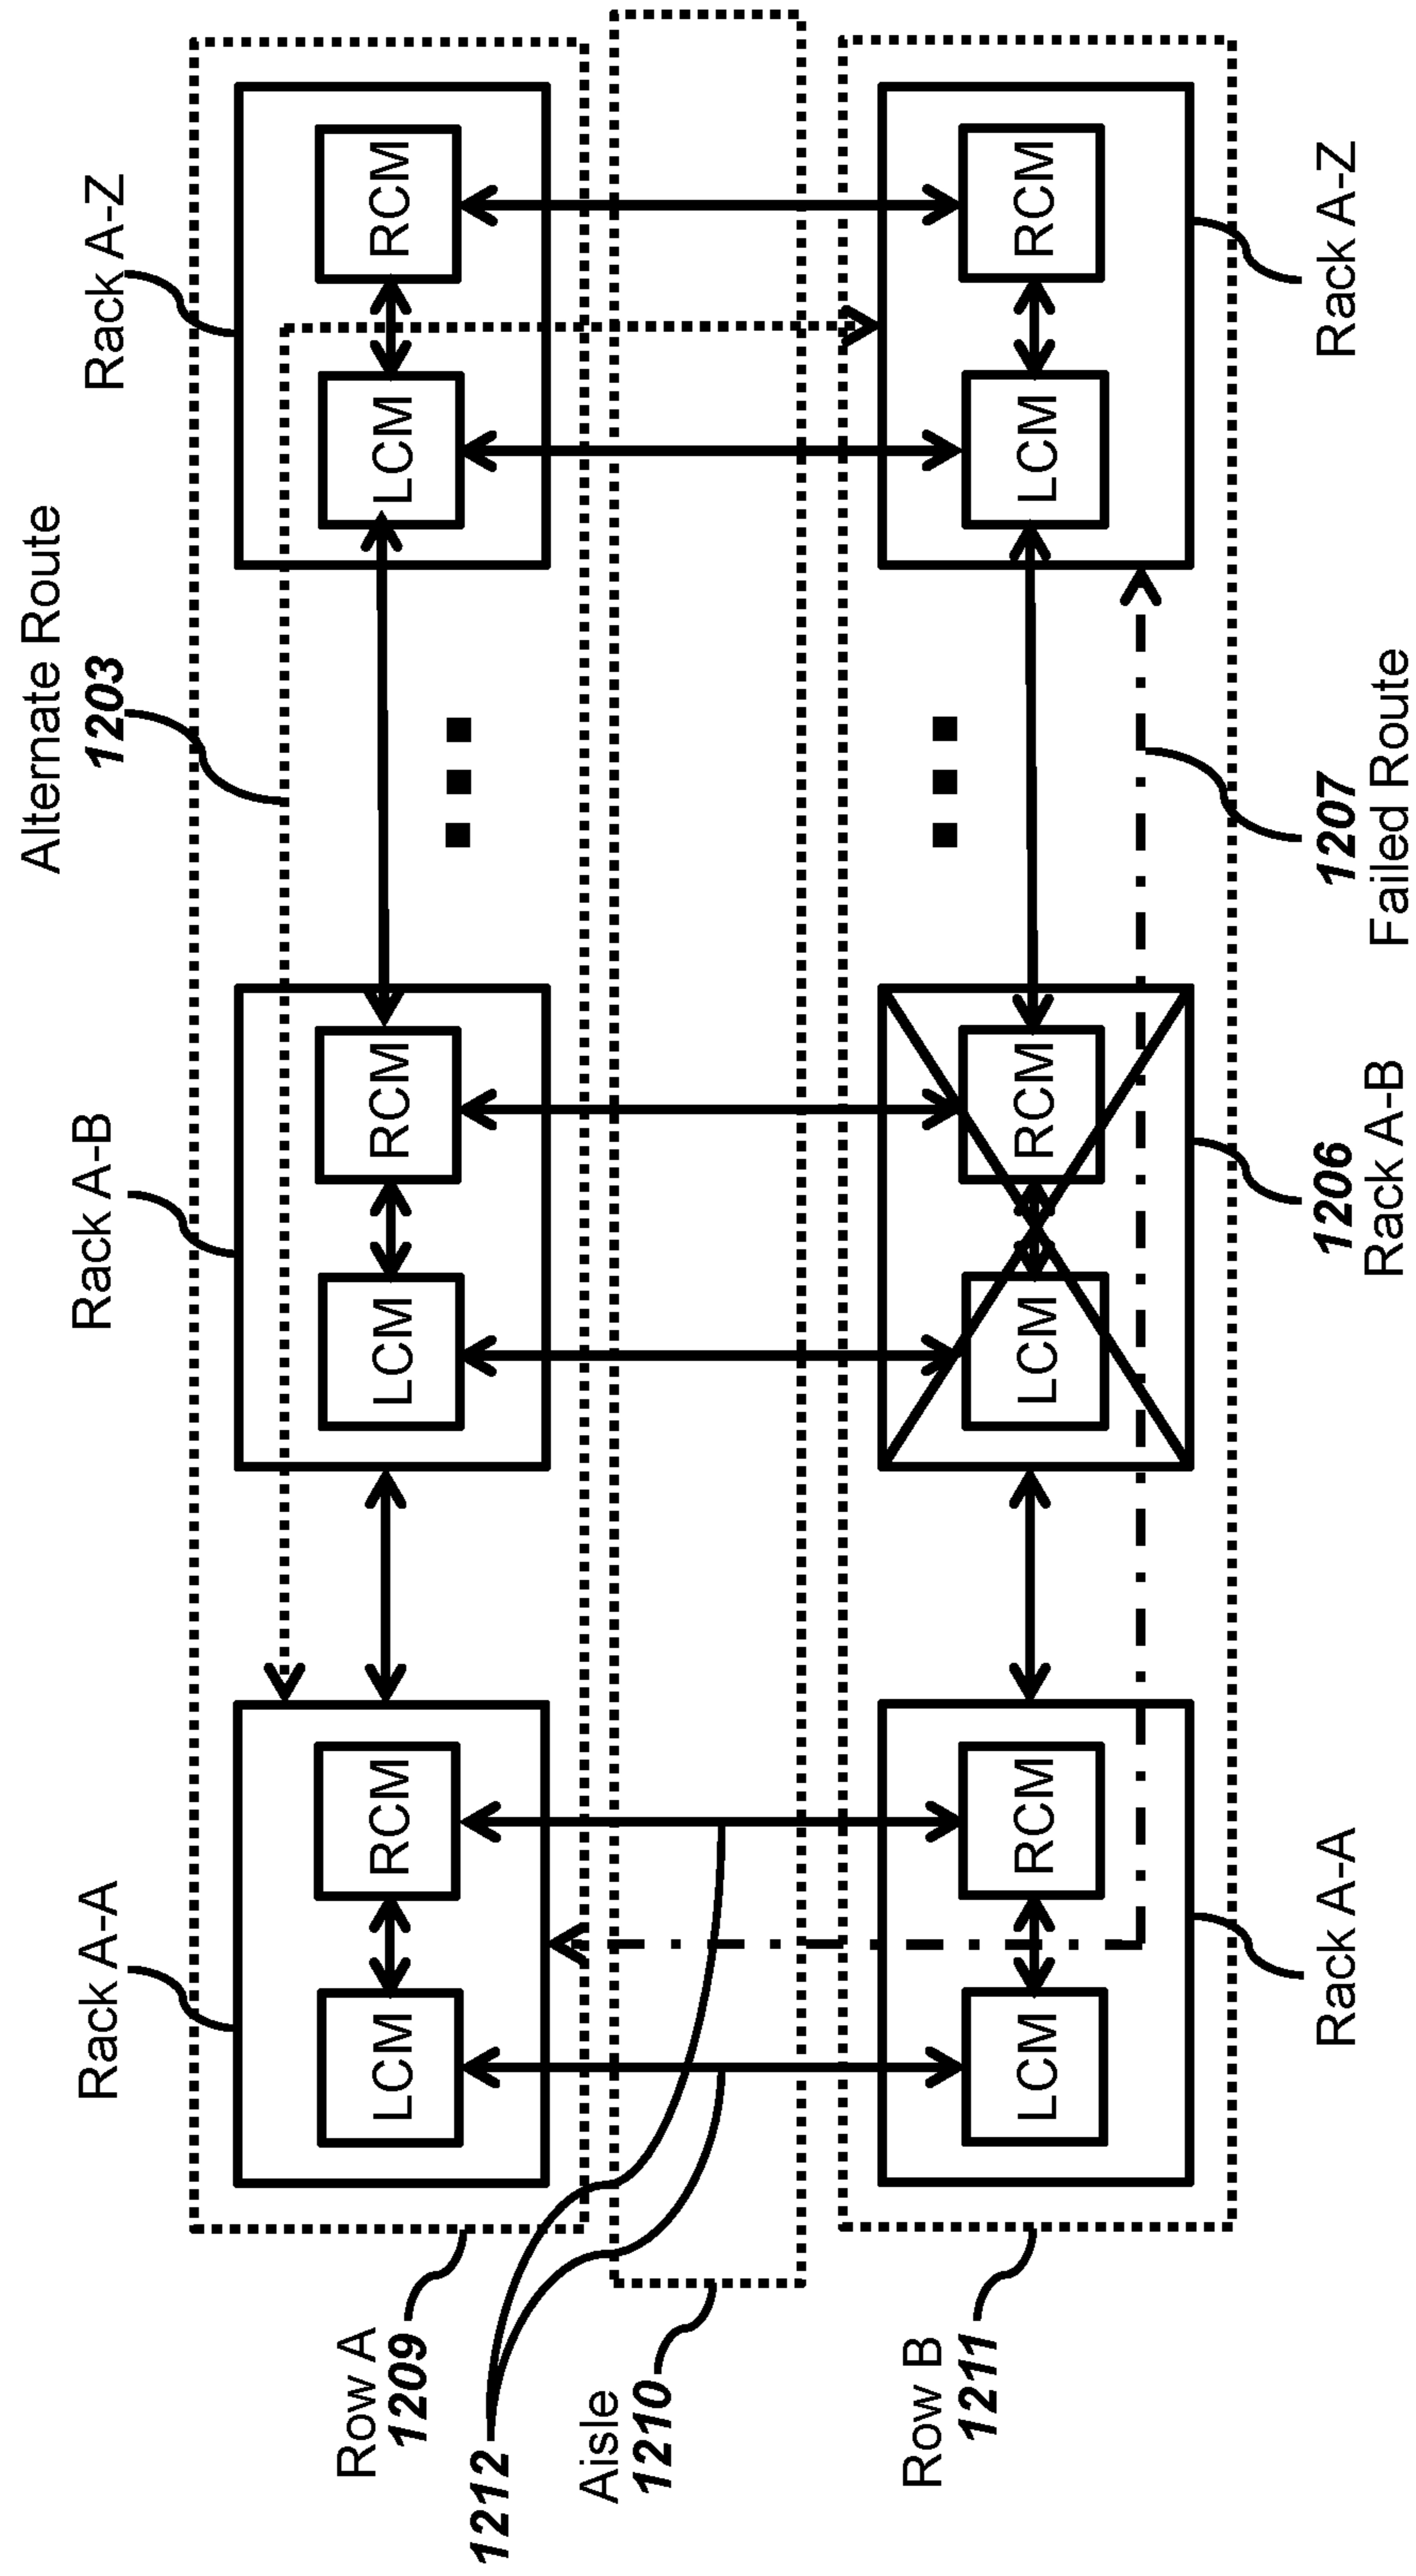 Alternate Route
1203
Rack A-A
Rack A-B
Rack A-Z
LCM
RCM
LCM
RCM
LCM
RCM
Row A
1209
1212
Aisle
1210
Row B
1211
LCM
RCM
LCM
RCM
LCM
RCM
Rack A-A
1206
Rack A-B
1207
Failed Route
Rack A-Z